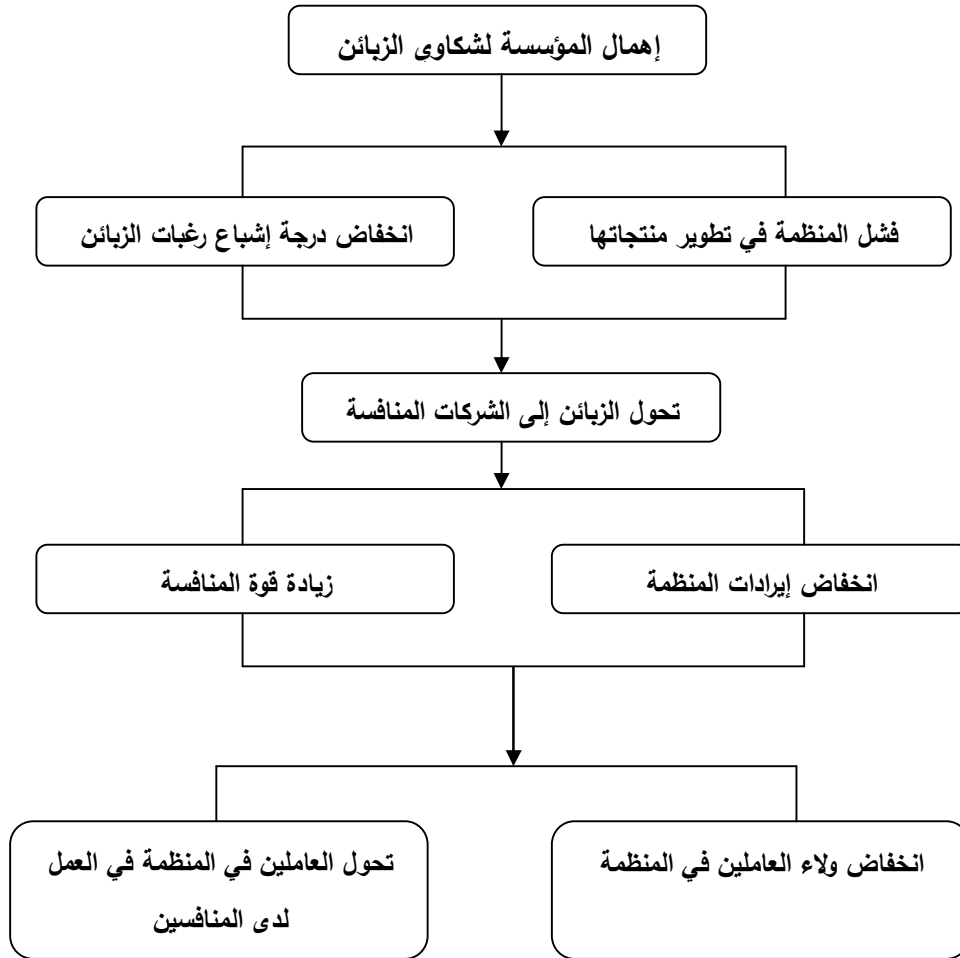 إهمال المؤسسة لشكاوي الزبائن
فشل المنظمة في تطوير منتجاتها
انخفاض درجة إشباع رغبات الزبائن
تحول الزبائن إلى الشركات المنافسة
انخفاض إيرادات المنظمة
زيادة قوة المنافسة
انخفاض ولاء العاملين في المنظمة
تحول العاملين في المنظمة في العمل
لدى المنافسين